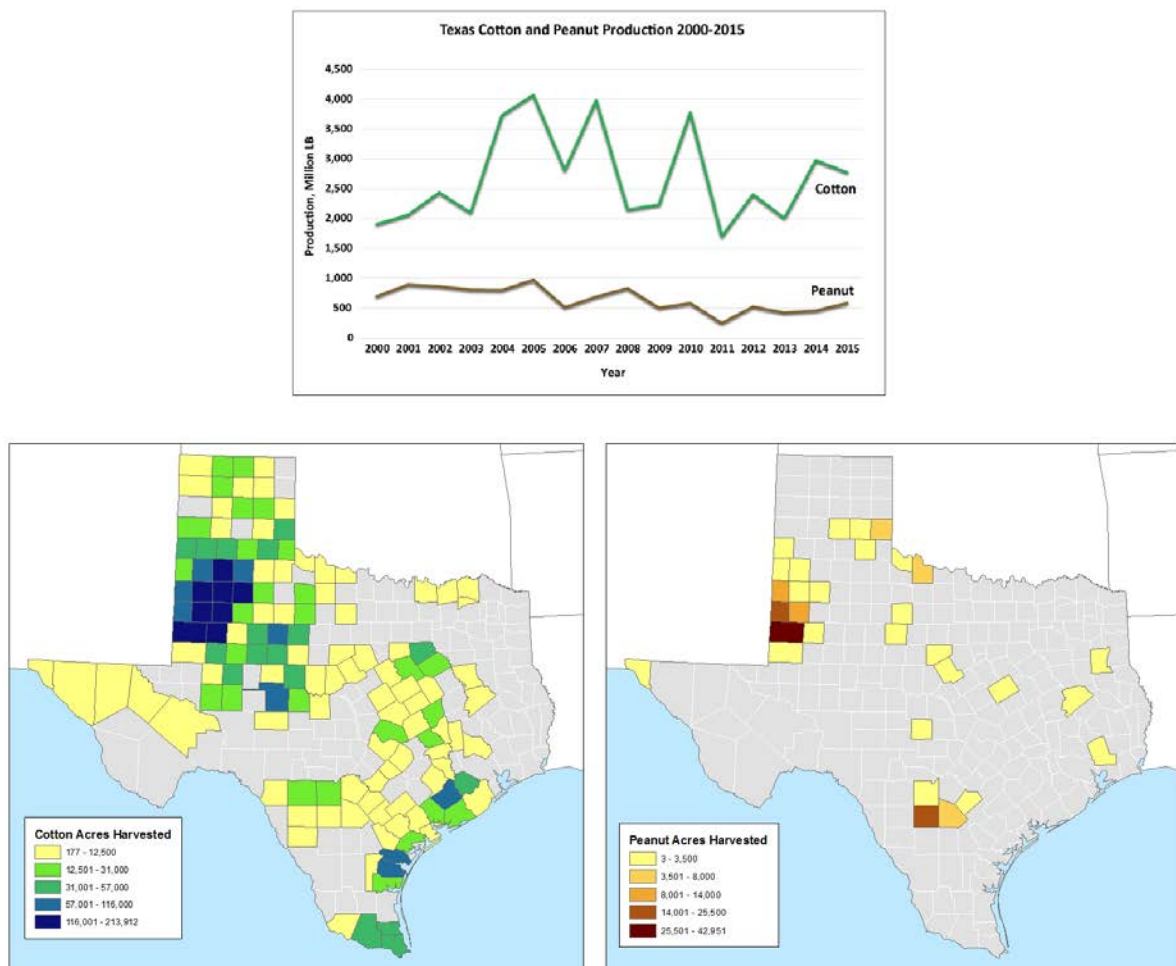 Texas Cotton and Peanut Production 2000-2015
Production, Million LB
4,500
4,000
3,500
3,000
2,500
2,000
1,500
1,000
500
0
Cotton
Peanut
2000 2001 2002 2003 2004 2005 2006 2007 2008 2009 2010 2011 2012 2013 2014 2015
Year
Cotton Acres Harvested
177 - 12,500
12,501 - 31,000
31,001 - 57,000
57,001 - 116,000
116,001 - 213,912
Peanut Acres Harvested
3 - 3,500
3,501 - 8,000
8,001 - 14,000
14,001 - 25,500
25,501 - 42,951